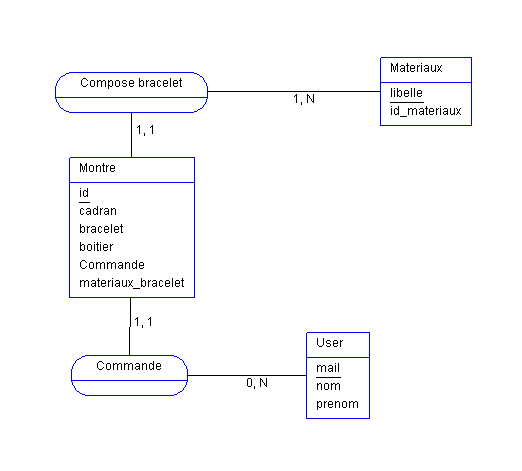 Compose bracelet
1, N
Materiaux
libelle
id_materiaux
1, 1
Montre
id
cadran
bracelet
boitier
Commande
materiaux_bracelet
1, 1
Commande
0, N
User
mail
nom
prenom